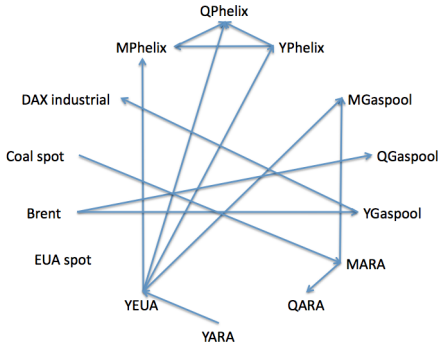 QPhelix
MPhelix
YPhelix
DAX industrial
MGaspool
Coal spot
QGaspool
Brent
YGaspool
EUA spot
MARA
YEUA
QARA
YARA